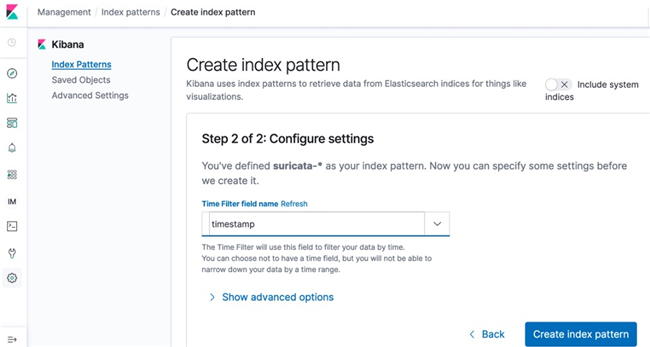 Management / Index patterns / Create index pattern
Kibana
Index Patterns
Saved Objects
Advanced Settings
Create index pattern
Kibana uses index patterns to retrieve data from Elasticsearch indices for things like
visualizations.
Include system
indices
Step 2 of 2: Configure settings
You've defined suricata-* as your index pattern. Now you can specify some settings before
we create it.
Time Filter field name Refresh
timestamp
The Time Filter will use this field to filter your data by time.
You can choose not to have a time field, but you will not be able to
narrow down your data by a time range.
Show advanced options
Back
Create index pattern
IM